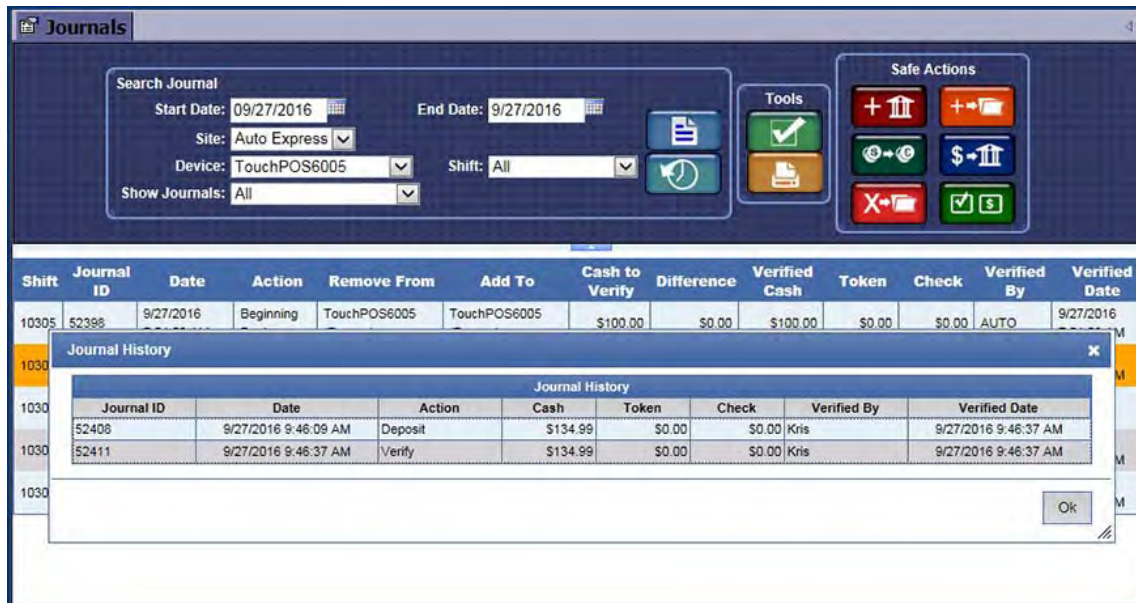 Journals
Search Journal
Start Date: 09/27/2016 End Date: 9/27/2016
Site: Auto Express
Device: TouchPOS6005 Shift: All
Show Journals: All
Tools
Safe Actions
Shift Journal ID Date Action Remove From Add To Cash to Verify Difference Verified Cash Token Check Verified By Verified Date
10305 52398 9/27/2016 Beginning TouchPOS6005 TouchPOS6005 $100.00 $0.00 $100.00 $0.00 $0.00 AUTO 9/27/2016
Journal History
Journal History
Journal ID Date Action Cash Token Check Verified By Verified Date
52408 9/27/2016 9:46:09 AM Deposit $134.99 $0.00 $0.00 Kris 9/27/2016 9:46:37 AM
52411 9/27/2016 9:46:37 AM Verify $134.99 $0.00 $0.00 Kris 9/27/2016 9:46:37 AM
1030
1030
1030
1030
Ok